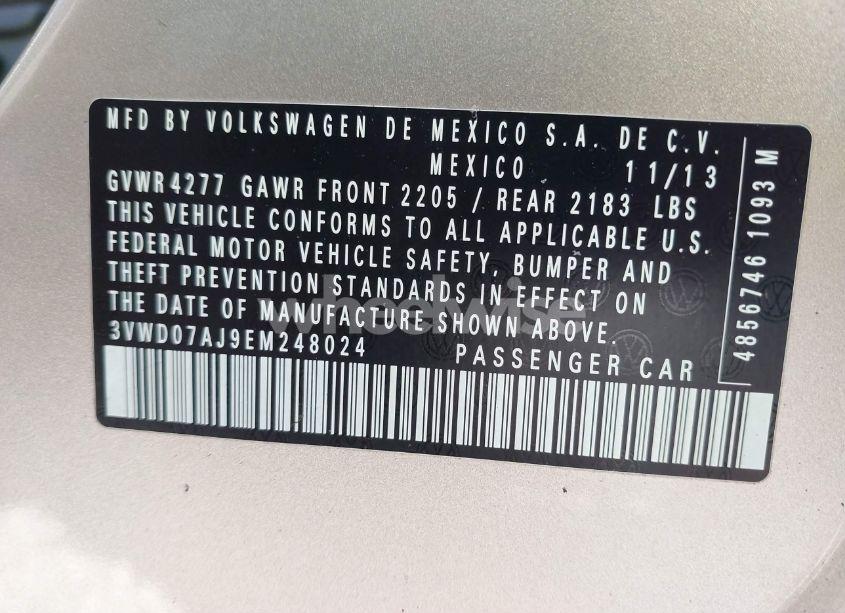 MFD BY VOLKSWAGEN DE MEXICO S.A. DE C.V.
MEXICO 11/13
GVWR 4277 GAWR FRONT 2205 / REAR 2183 LBS
THIS VEHICLE CONFORMS TO ALL APPLICABLE U.S.
FEDERAL MOTOR VEHICLE SAFETY, BUMPER AND
THEFT PREVENTION STANDARDS IN EFFECT ON
THE DATE OF MANUFACTURE SHOWN ABOVE.
3VWD07AJ9EM248024 PASSENGER CAR
4856746 1093 M
wheelwise